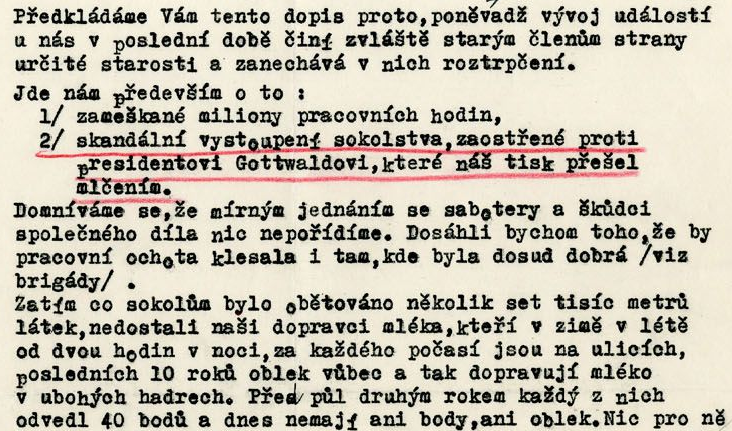 Předkládáme Vám tento dopis proto,poněvádž vývoj událostí
u nás v poslední době činí zvláště starým členům strany
určité starosti a zanechává v nich roztrpčení.
Jde nám především o to :
1/ zameškané miliony pracovních hodin,
2/ skandální vystoupení sokolstva,zaostřené proti
presidentovi Gottwaldovi,které náš tisk přešel
mlčením.
Domníváme se,že mírným jednáním se sabotery a škůdci
společného díla nic nepořídíme. Dosáhli bychom toho,že by
pracovní ochota klesala i tam,kde byla dosud dobrá /viz
brigády/ .
Zatím co sokolům bylo obětováno několik set tisíc metrů
látek,nedostali naši dopravci mléka,kteří v zimě v létě
od dvou hodin v noci,za každého počasí jsou na ulicích,
posledních 10 roků oblek vůbec a tak dopravují mléko
v ubohých hadrech. Před půl druhým rokem každý z nich
odvedl 40 bodů a dnes nemají ani body,ani oblek.Nic pro ně